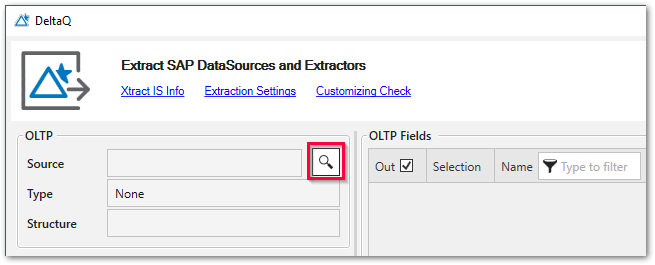 DeltaQ
Extract SAP DataSources and Extractors
Xtract IS Info Extraction Settings Customizing Check
OLTP
Source
Type None
Structure
OLTP Fields
Out Selection Name Type to filter